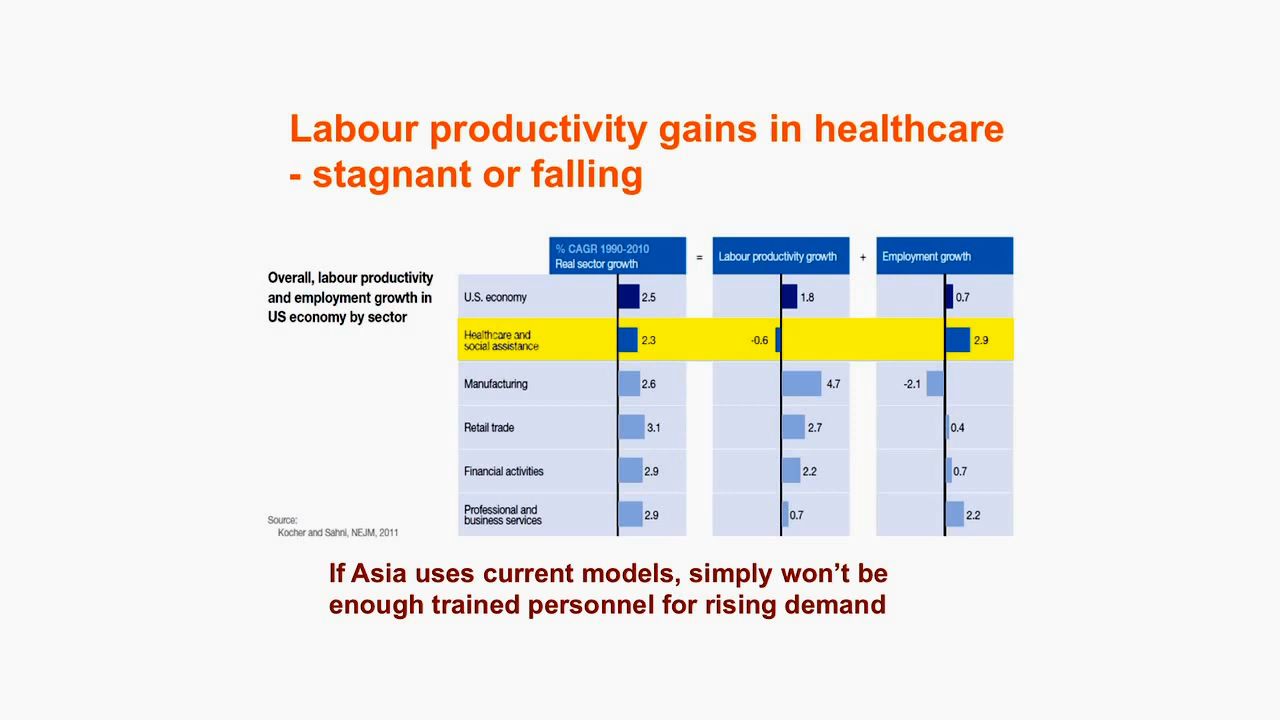 Labour productivity gains in healthcare
- stagnant or falling
% CAGR 1990-2010
Real sector growth
=
Labour productivity growth
+
Employment growth
Overall, labour productivity
and employment growth in
US economy by sector
U.S. economy
2.5
1.8
0.7
Healthcare and
social assistance
2.3
-0.6
2.9
Manufacturing
2.6
4.7
-2.1
Retail trade
3.1
2.7
0.4
Financial activities
2.9
2.2
0.7
Professional and
business services
2.9
0.7
2.2
Source:
Kocher and Sahni, NEJM, 2011
If Asia uses current models, simply won’t be
enough trained personnel for rising demand